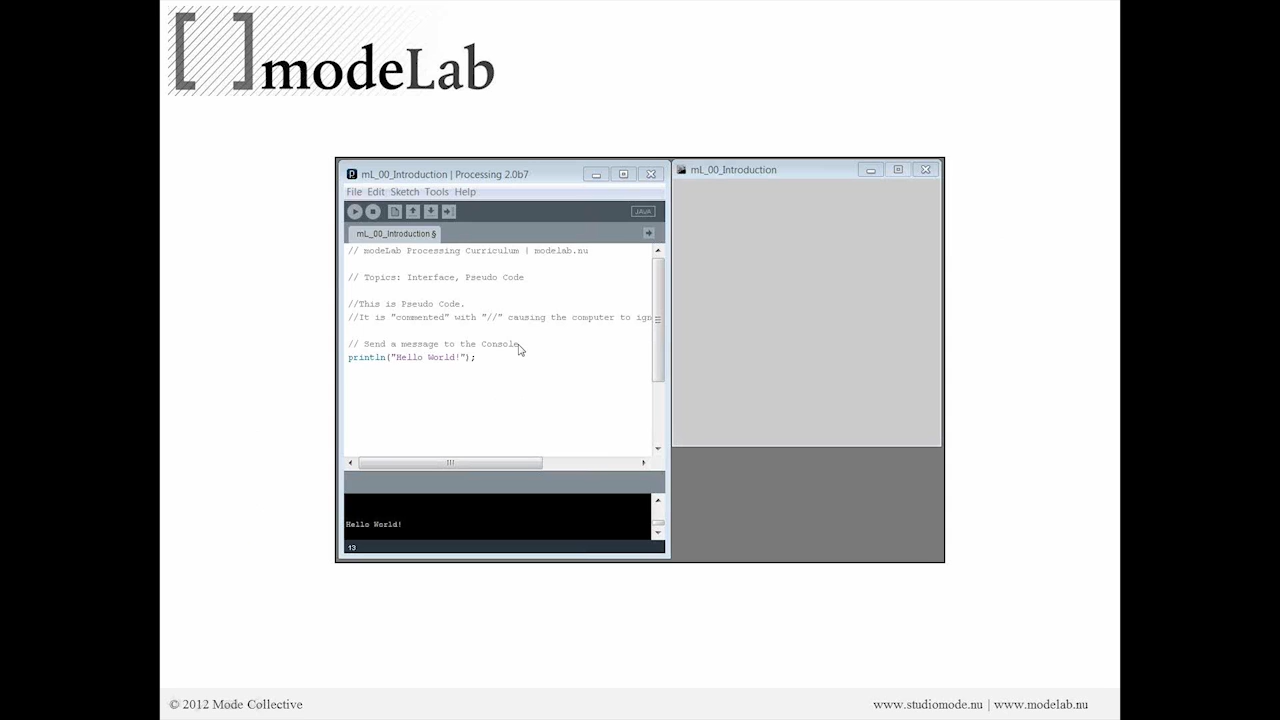 [ ] modeLab
mL_00_Introduction | Processing 2.0b7
mL_00_Introduction
File Edit Sketch Tools Help
JAVA
mL_00_Introduction §
// modeLab Processing Curriculum | modelab.nu
// Topics: Interface, Pseudo Code
//This is Pseudo Code.
//It is "commented" with "//" causing the computer to ign
// Send a message to the Console
println("Hello World!");
Hello World!
13
© 2012 Mode Collective
www.studiomode.nu | www.modelab.nu